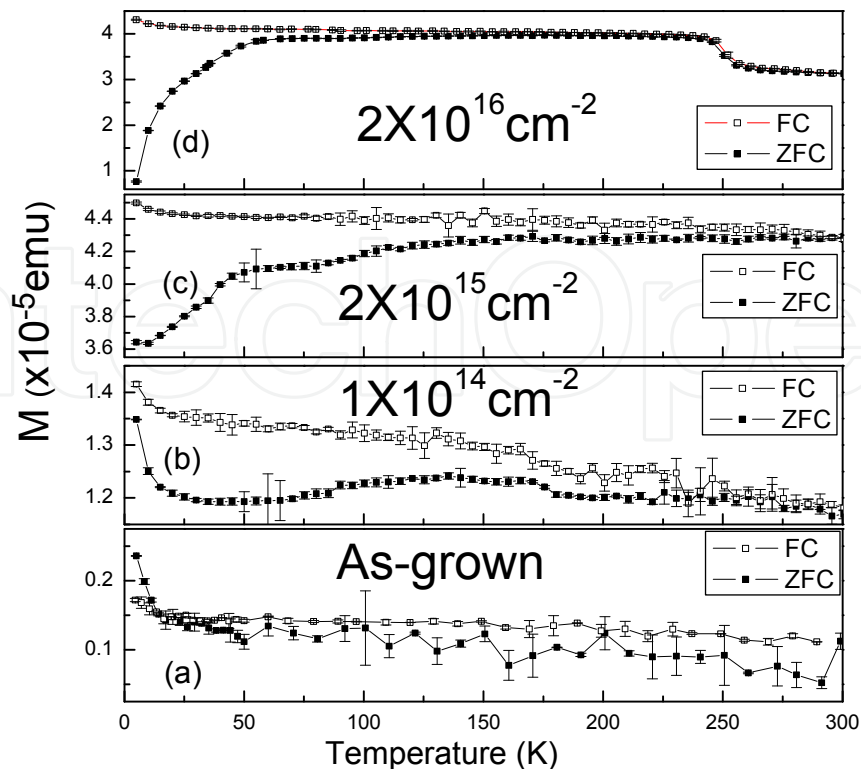 4
3
2
1
(d)
2X10^16cm^-2
FC
ZFC
4.4
4.2
4.0
3.8
3.6
(c)
2X10^15cm^-2
FC
ZFC
M (x10^-5emu)
1.4
1.3
1.2
(b)
1X10^14cm^-2
FC
ZFC
0.2
0.1
(a)
As-grown
FC
ZFC
0 50 100 150 200 250 300
Temperature (K)